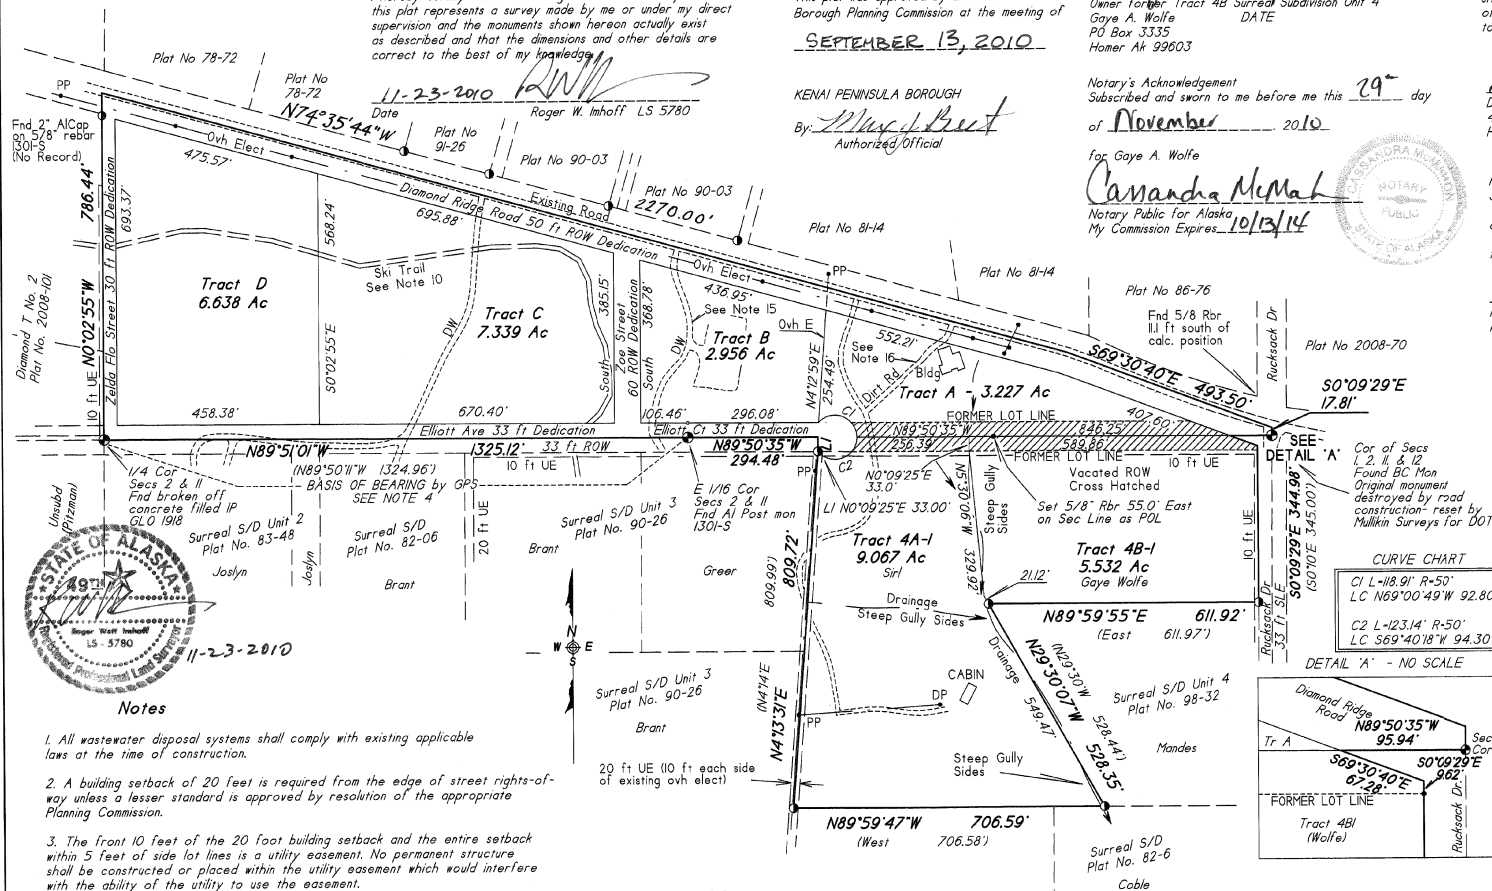 this plat represents a survey made by me or under my direct
supervision and the monuments shown hereon actually exist
as described and that the dimensions and other details are
correct to the best of my knowledge.
11-23-2010
Date
Roger W. Imhoff LS 5780
Borough Planning Commission at the meeting of
SEPTEMBER 13, 2010
KENAI PENINSULA BOROUGH
By:
Authorized Official
Owner former Tract 4B Surreal Subdivision Unit 4
Gaye A. Wolfe DATE
PO Box 3335
Homer Ak 99603
Notary's Acknowledgement
Subscribed and sworn to me before me this 29th day
of November 2010
for Gaye A. Wolfe
Cassandra McMah
Notary Public for Alaska
My Commission Expires 10/13/14
CASSANDRA MCMAHON
NOTARY
PUBLIC
STATE OF ALASKA
Plat No 78-72
Plat No
78-72
PP
N74°35'44"W
Plat No
91-26
Plat No 90-03
Plat No 90-03
2270.00'
Existing Road
Plat No 81-14
Plat No 81-14
Plat No 86-76
Plat No 2008-70
Fnd 2" AlCap
on 5/8" rebar
1301-S
(No Record)
Ovh Elect
475.57'
Diamond Ridge Road 50 ft ROW Dedication
695.88'
Ovh Elect
436.95'
PP
552.21'
Fnd 5/8 Rbr
11.1 ft south of
calc. position
Rucksack Dr
S69°30'40"E 493.50'
S0°09'29"E
17.81'
786.44'
N0°02'55"W
693.37'
Zelda Flo Street 30 ft ROW Dedication
10 ft UE
Diamond T No. 2
Plat No. 2008-101
568.24'
S0°02'55"E
Tract D
6.638 Ac
Ski Trail
See Note 10
Tract C
7.339 Ac
DW
385.15'
South
Zoe Street
60 ROW Dedication
368.78'
South
DW
See Note 15
Tract B
2.956 Ac
Ovh E
N4°12'59"E
254.49'
See
Note 16
Dirt Rd
Bldg
Tract A - 3.227 Ac
FORMER LOT LINE
407.60'
458.38'
670.40'
106.46'
296.08'
C1
N89°50'35"W
846.25'
256.39'
589.86'
Elliott Ave 33 ft Dedication
Elliott Ct 33 ft Dedication
N89°51'01"W
1325.12'
33 ft ROW
N89°50'35"W
294.48'
L1
C2
FORMER LOT LINE
10 ft UE
SEE
DETAIL 'A'
(N89°50'11"W 1324.96')
BASIS OF BEARING by GPS
SEE NOTE 4
10 ft UE
PP
N0°09'25"E
33.0'
Vacated ROW
Cross Hatched
Cor of Secs
1, 2, 11, & 12
Found BC Mon
Original monument
destroyed by road
construction- reset by
Mullikin Surveys for DOT
1/4 Cor
Secs 2 & 11
Fnd broken off
concrete filled IP
GLO 1918
E 1/16 Cor
Secs 2 & 11
Fnd Al Post mon
1301-S
L1 N0°09'25"E 33.00'
N5°30'06"W 329.92'
Steep Gully
Sides
Set 5/8" Rbr 55.0' East
on Sec Line as POL
Unsubd
(Pitzman)
Surreal S/D Unit 2
Plat No. 83-48
Joslyn
Joslyn
Surreal S/D
Plat No. 82-06
Brant
20 ft UE
Surreal S/D Unit 3
Plat No. 90-26
Brant
Greer
809.72'
(809.99')
Tract 4A-1
9.067 Ac
Sirl
Tract 4B-1
5.532 Ac
Gaye Wolfe
10 ft UE
S0°09'29"E 344.98'
(S0°10'E 345.00')
21.12'
Drainage
Steep Gully Sides
N89°59'55"E 611.92'
(East 611.97')
Rucksack Dr
33 ft SLE
CURVE CHART
C1 L=118.91' R=50'
LC N69°00'49"W 92.80
C2 L=123.14' R=50'
LC S69°40'18"W 94.30
STATE OF ALASKA
49TH
Roger Watt Imhoff
LS - 5780
Registered Professional Land Surveyor
11-23-2010
N
W E
S
Surreal S/D Unit 3
Plat No. 90-26
Brant
(N4°14'E)
N4°13'31"E
PP
DP
CABIN
Drainage
(N29°30'W 528.44')
N29°30'07"W 528.35'
549.47'
Surreal S/D Unit 4
Plat No. 98-32
Mandes
Steep Gully
Sides
20 ft UE (10 ft each side
of existing ovh elect)
N89°59'47"W 706.59'
(West 706.58')
Surreal S/D
Plat No. 82-6
Coble
DETAIL 'A' - NO SCALE
Diamond Ridge
Road
N89°50'35"W
95.94'
Tr A
Sec
Cor
S69°30'40"E
67.28'
S0°09'29"E
9.62'
FORMER LOT LINE
Tract 4B1
(Wolfe)
Rucksack Dr.
Notes
1. All wastewater disposal systems shall comply with existing applicable
laws at the time of construction.
2. A building setback of 20 feet is required from the edge of street rights-of-
way unless a lesser standard is approved by resolution of the appropriate
Planning Commission.
3. The front 10 feet of the 20 foot building setback and the entire setback
within 5 feet of side lot lines is a utility easement. No permanent structure
shall be constructed or placed within the utility easement which would interfere
with the ability of the utility to use the easement.